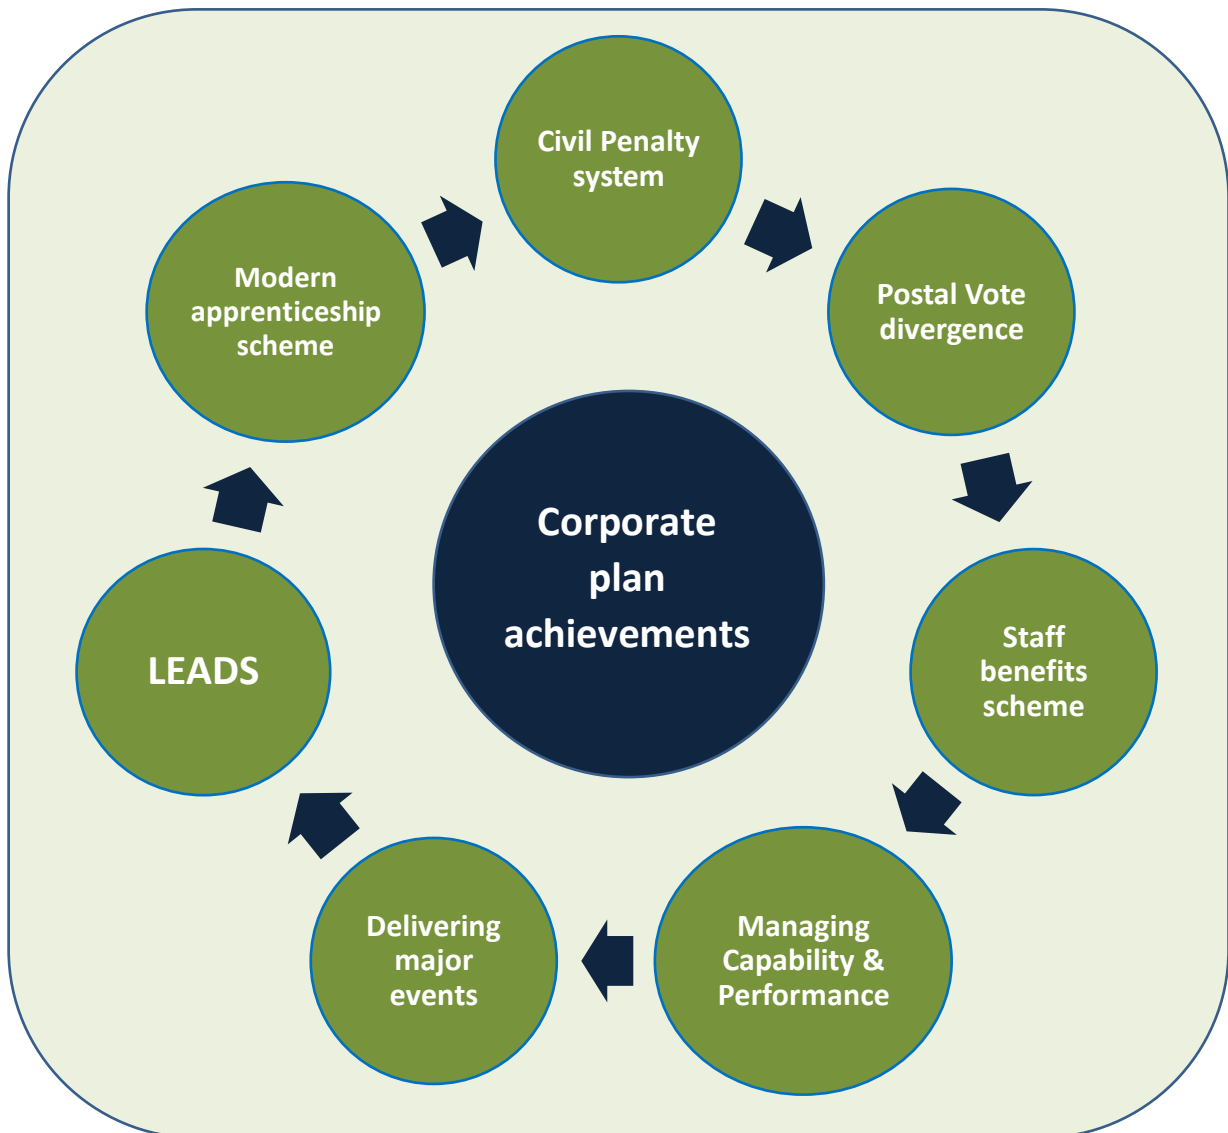 Civil Penalty
system
Postal Vote
divergence
Staff
benefits
scheme
Managing
Capability &
Performance
Delivering
major
events
LEADS
Modern
apprenticeship
scheme
Corporate
plan
achievements